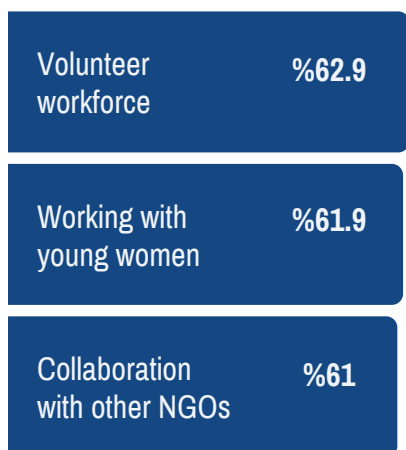 Volunteer
workforce
%62.9
Working with
young women
%61.9
Collaboration
with other NGOs
%61